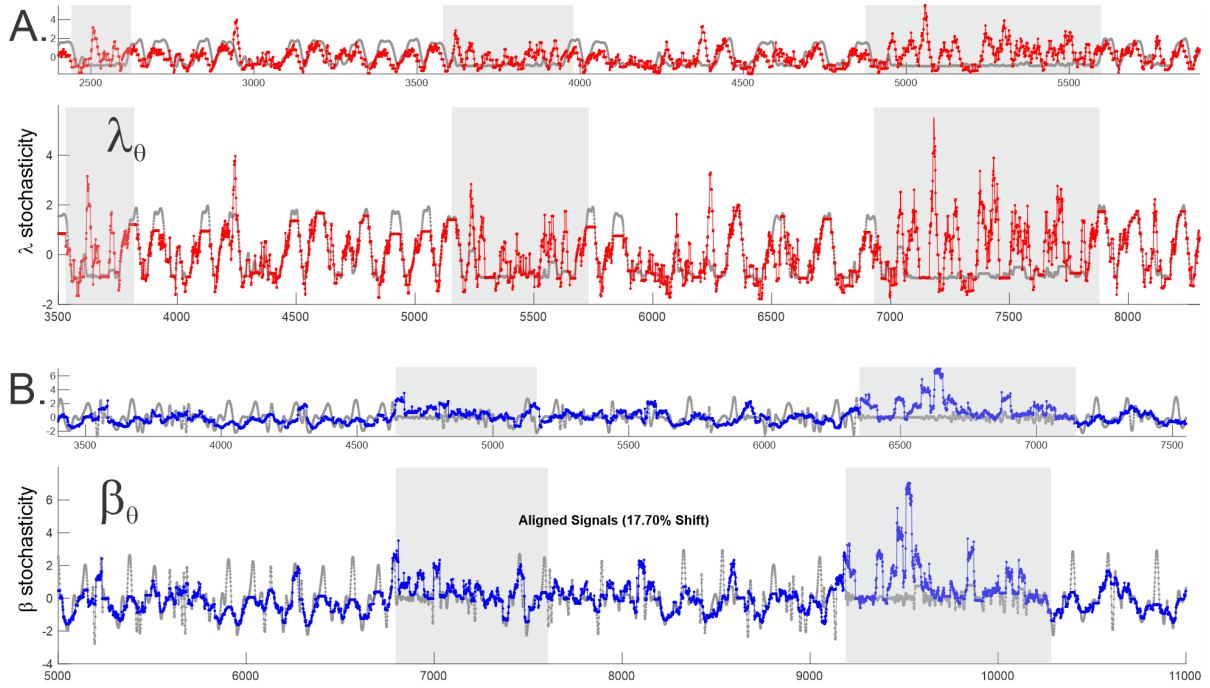 A.
4
2
0
2500 3000 3500 4000 4500 5000 5500
λ stochasticity
λθ
4
2
0
-2
3500 4000 4500 5000 5500 6000 6500 7000 7500 8000
B.
6
4
2
0
-2
3500 4000 4500 5000 5500 6000 6500 7000 7500
β stochasticity
βθ
Aligned Signals (17.70% Shift)
6
4
2
0
-2
-4
5000 6000 7000 8000 9000 10000 11000